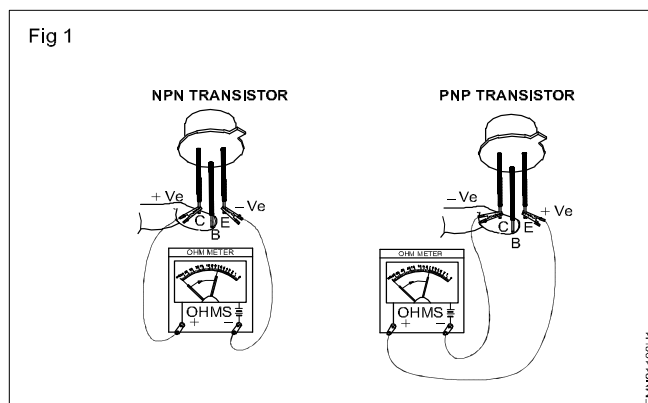 Fig 1
NPN TRANSISTOR
PNP TRANSISTOR
+ Ve
- Ve
C
E
B
OHM METER
OHMS
+
-
- Ve
+ Ve
C
E
B
OHM METER
OHMS
+
-